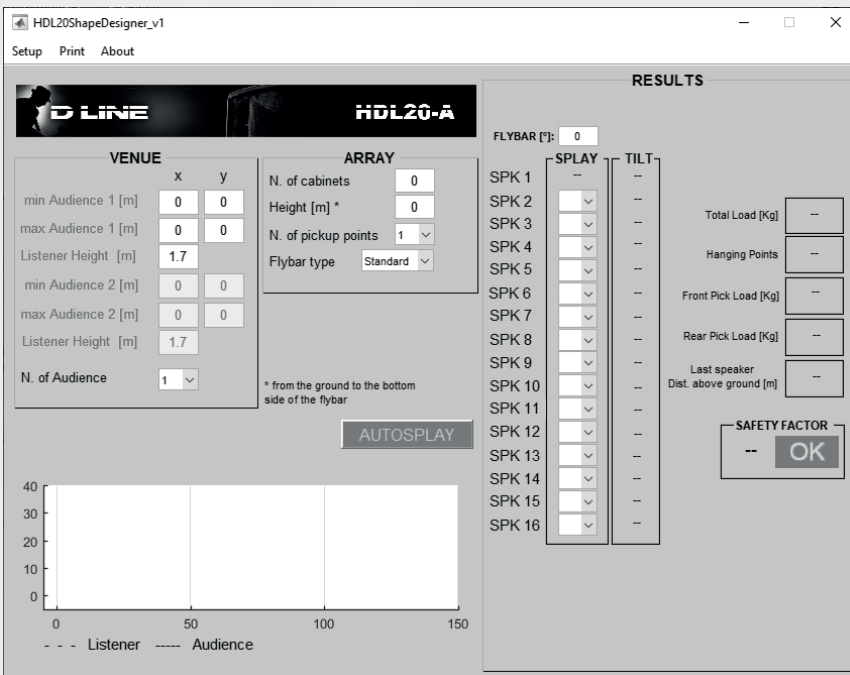 HDL20ShapeDesigner_v1
Setup Print About
D LINE HDL20-A
VENUE
x y
min Audience 1 [m] 0 0
max Audience 1 [m] 0 0
Listener Height [m] 1.7
min Audience 2 [m] 0 0
max Audience 2 [m] 0 0
Listener Height [m] 1.7
N. of Audience 1
ARRAY
N. of cabinets 0
Height [m] * 0
N. of pickup points 1
Flybar type Standard
* from the ground to the bottom
side of the flybar
AUTOSPLAY
40
30
20
10
0
0 50 100 150
- - - Listener ----- Audience
RESULTS
FLYBAR [º]: 0
SPLAY TILT
SPK 1 -- --
SPK 2 --
SPK 3 --
SPK 4 --
SPK 5 --
SPK 6 --
SPK 7 --
SPK 8 --
SPK 9 --
SPK 10 --
SPK 11 --
SPK 12 --
SPK 13 --
SPK 14 --
SPK 15 --
SPK 16 --
Total Load [Kg] --
Hanging Points --
Front Pick Load [Kg] --
Rear Pick Load [Kg] --
Last speaker
Dist. above ground [m] --
SAFETY FACTOR
-- OK